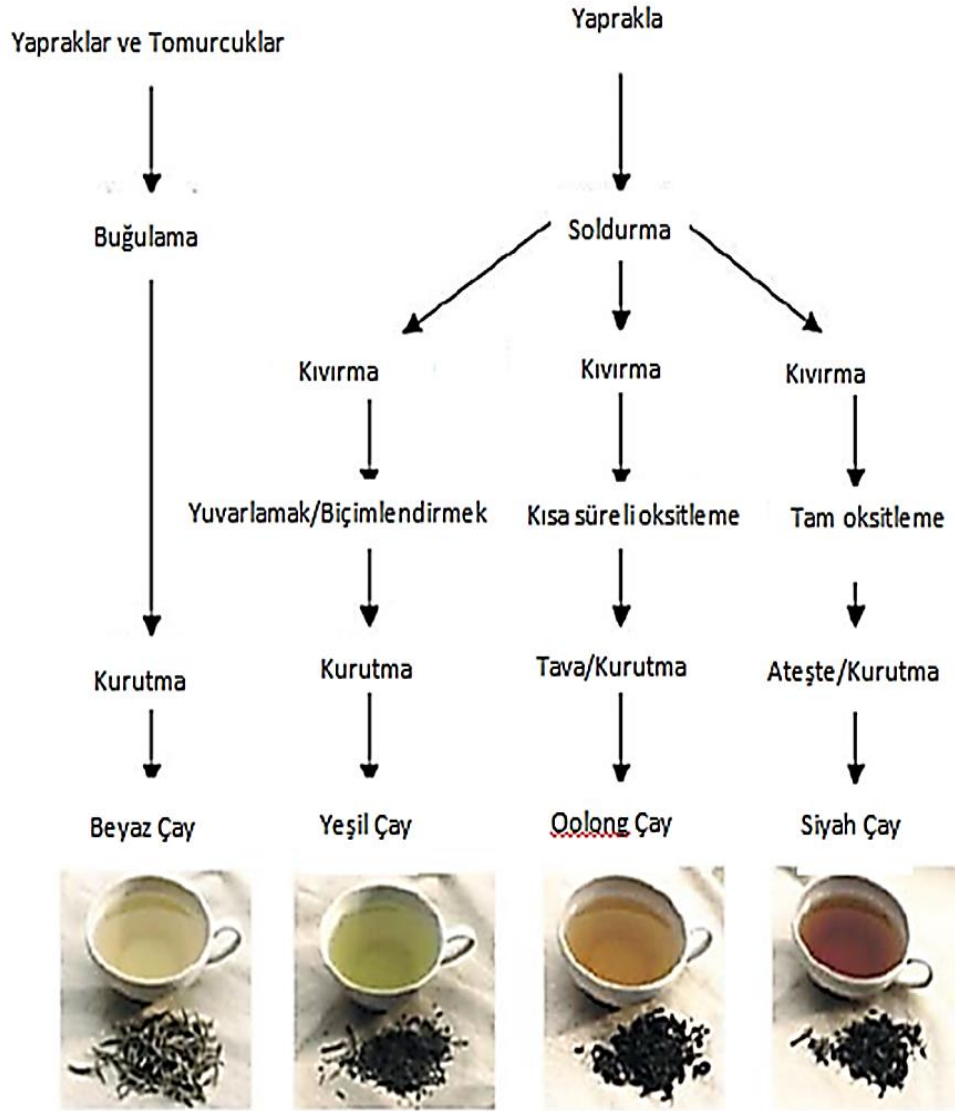 Yapraklar ve Tomurcuklar
Yaprakla
Buğulama
Soldurma
Kıvırma
Kıvırma
Kıvırma
Yuvarlamak/Biçimlendirmek
Kısa süreli oksitleme
Tam oksitleme
Kurutma
Kurutma
Tava/Kurutma
Ateşte/Kurutma
Beyaz Çay
Yeşil Çay
Oolong Çay
Siyah Çay